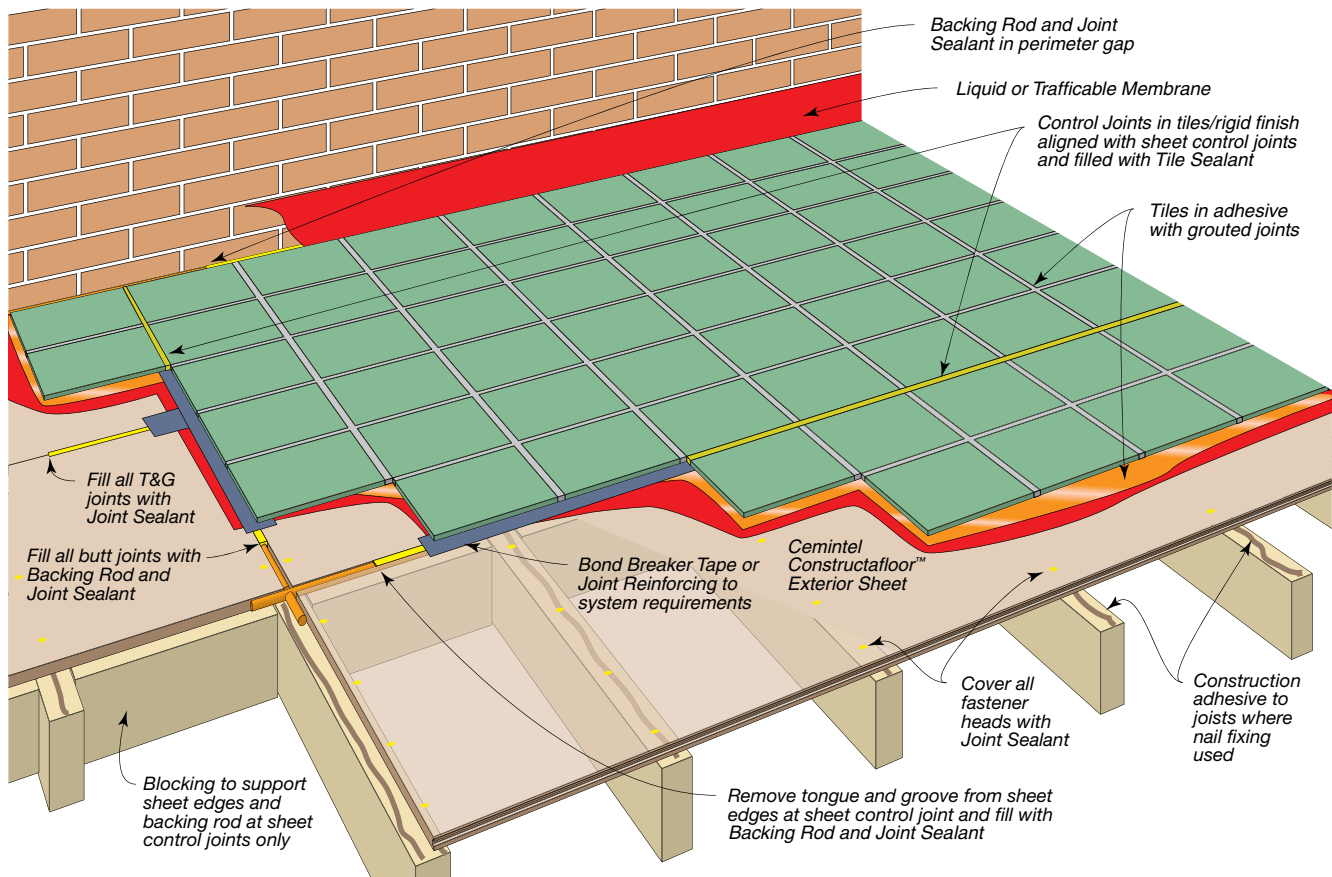 Backing Rod and Joint
Sealant in perimeter gap
Liquid or Trafficable Membrane
Control Joints in tiles/rigid finish
aligned with sheet control joints
and filled with Tile Sealant
Tiles in adhesive
with grouted joints
Fill all T&G
joints with
Joint Sealant
Fill all butt joints with
Backing Rod and
Joint Sealant
Bond Breaker Tape or
Joint Reinforcing to
system requirements
Cemintel
Constructafloor™
Exterior Sheet
Cover all
fastener
heads with
Joint Sealant
Construction
adhesive to
joists where
nail fixing
used
Blocking to support
sheet edges and
backing rod at sheet
control joints only
Remove tongue and groove from sheet
edges at sheet control joint and fill with
Backing Rod and Joint Sealant